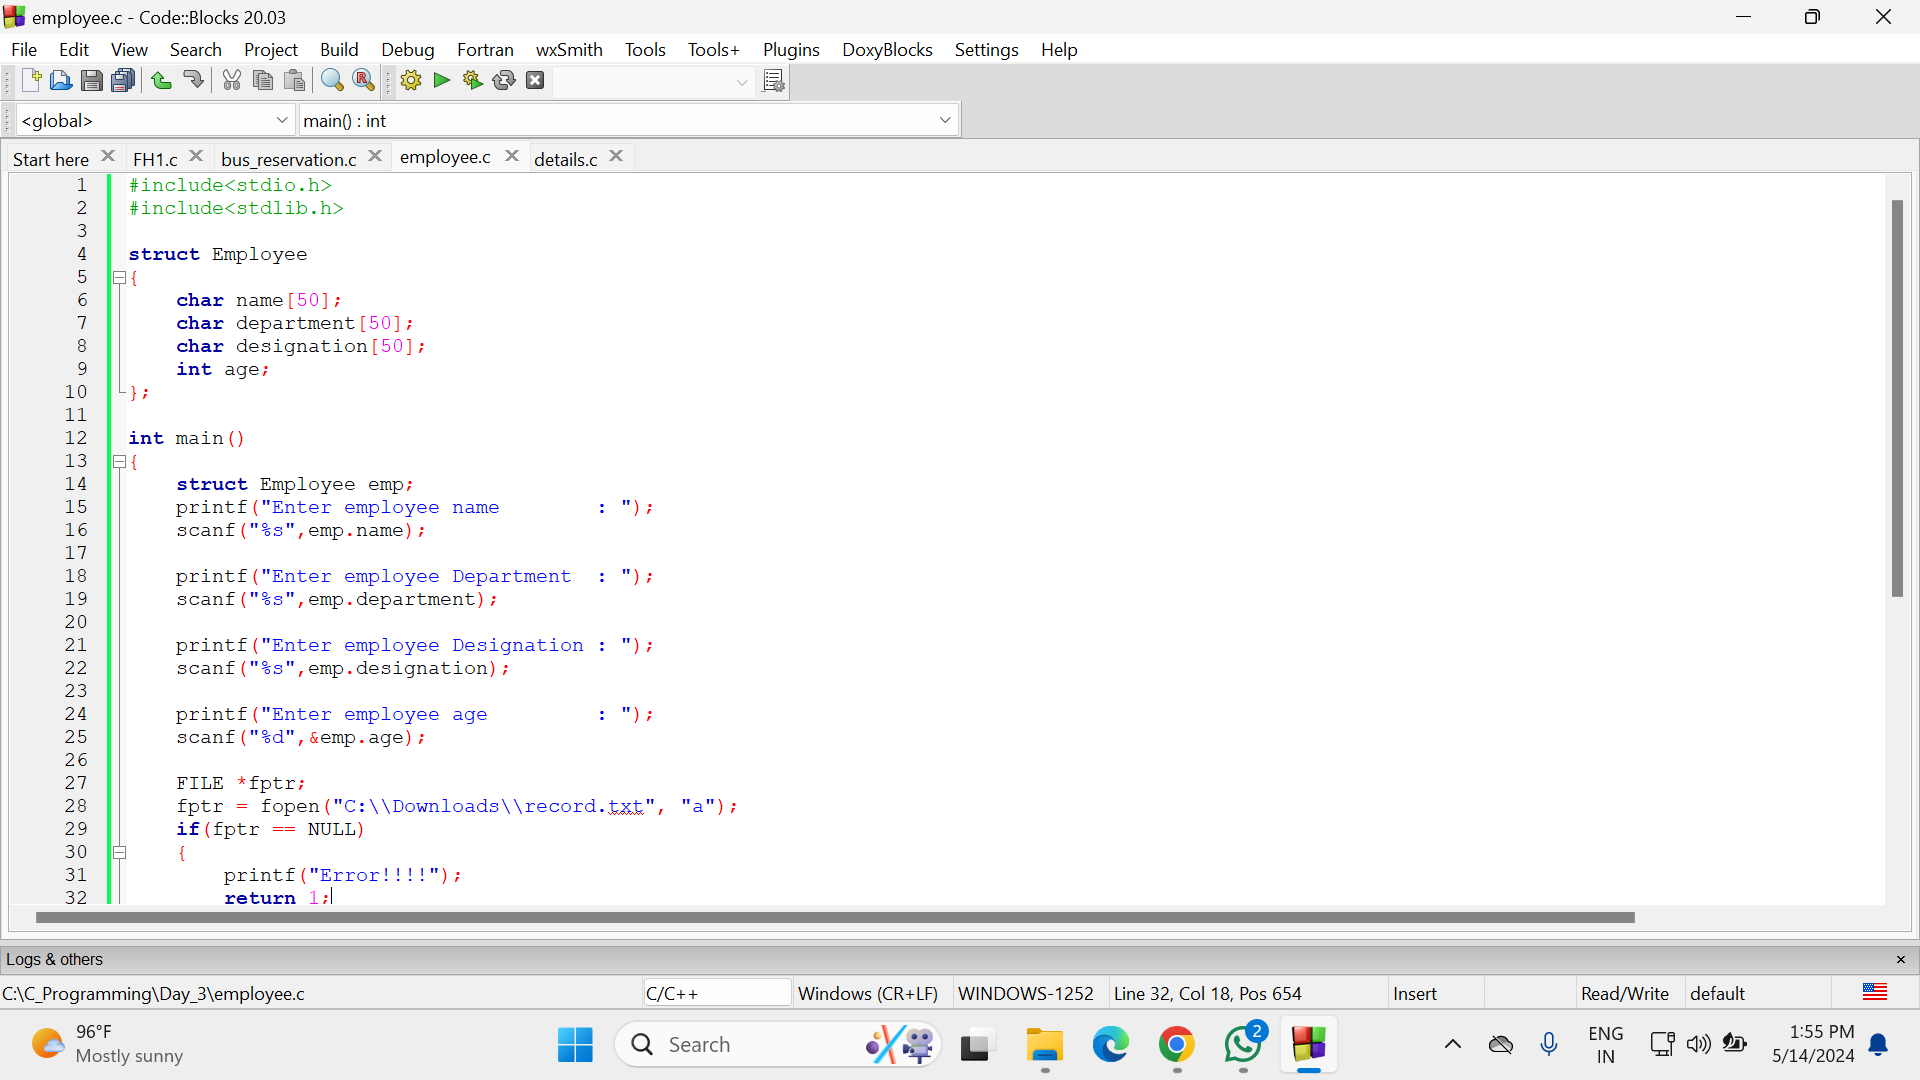 employee.c - Code::Blocks 20.03
File Edit View Search Project Build Debug Fortran wxSmith Tools Tools+ Plugins DoxyBlocks Settings Help
<global> main() : int
Start here FH1.c bus_reservation.c employee.c details.c
1 #include<stdio.h>
2 #include<stdlib.h>
3
4 struct Employee
5 {
6 char name[50];
7 char department[50];
8 char designation[50];
9 int age;
10 };
11
12 int main()
13 {
14 struct Employee emp;
15 printf("Enter employee name        : ");
16 scanf("%s",emp.name);
17
18 printf("Enter employee Department  : ");
19 scanf("%s",emp.department);
20
21 printf("Enter employee Designation : ");
22 scanf("%s",emp.designation);
23
24 printf("Enter employee age         : ");
25 scanf("%d",&emp.age);
26
27 FILE *fptr;
28 fptr = fopen("C:\\Downloads\\record.txt", "a");
29 if(fptr == NULL)
30 {
31 printf("Error!!!!");
32 return 1;
Logs & others
C:\C_Programming\Day_3\employee.c C/C++ Windows (CR+LF) WINDOWS-1252 Line 32, Col 18, Pos 654 Insert Read/Write default
96°F
Mostly sunny
Search
2
ENG
IN
1:55 PM
5/14/2024